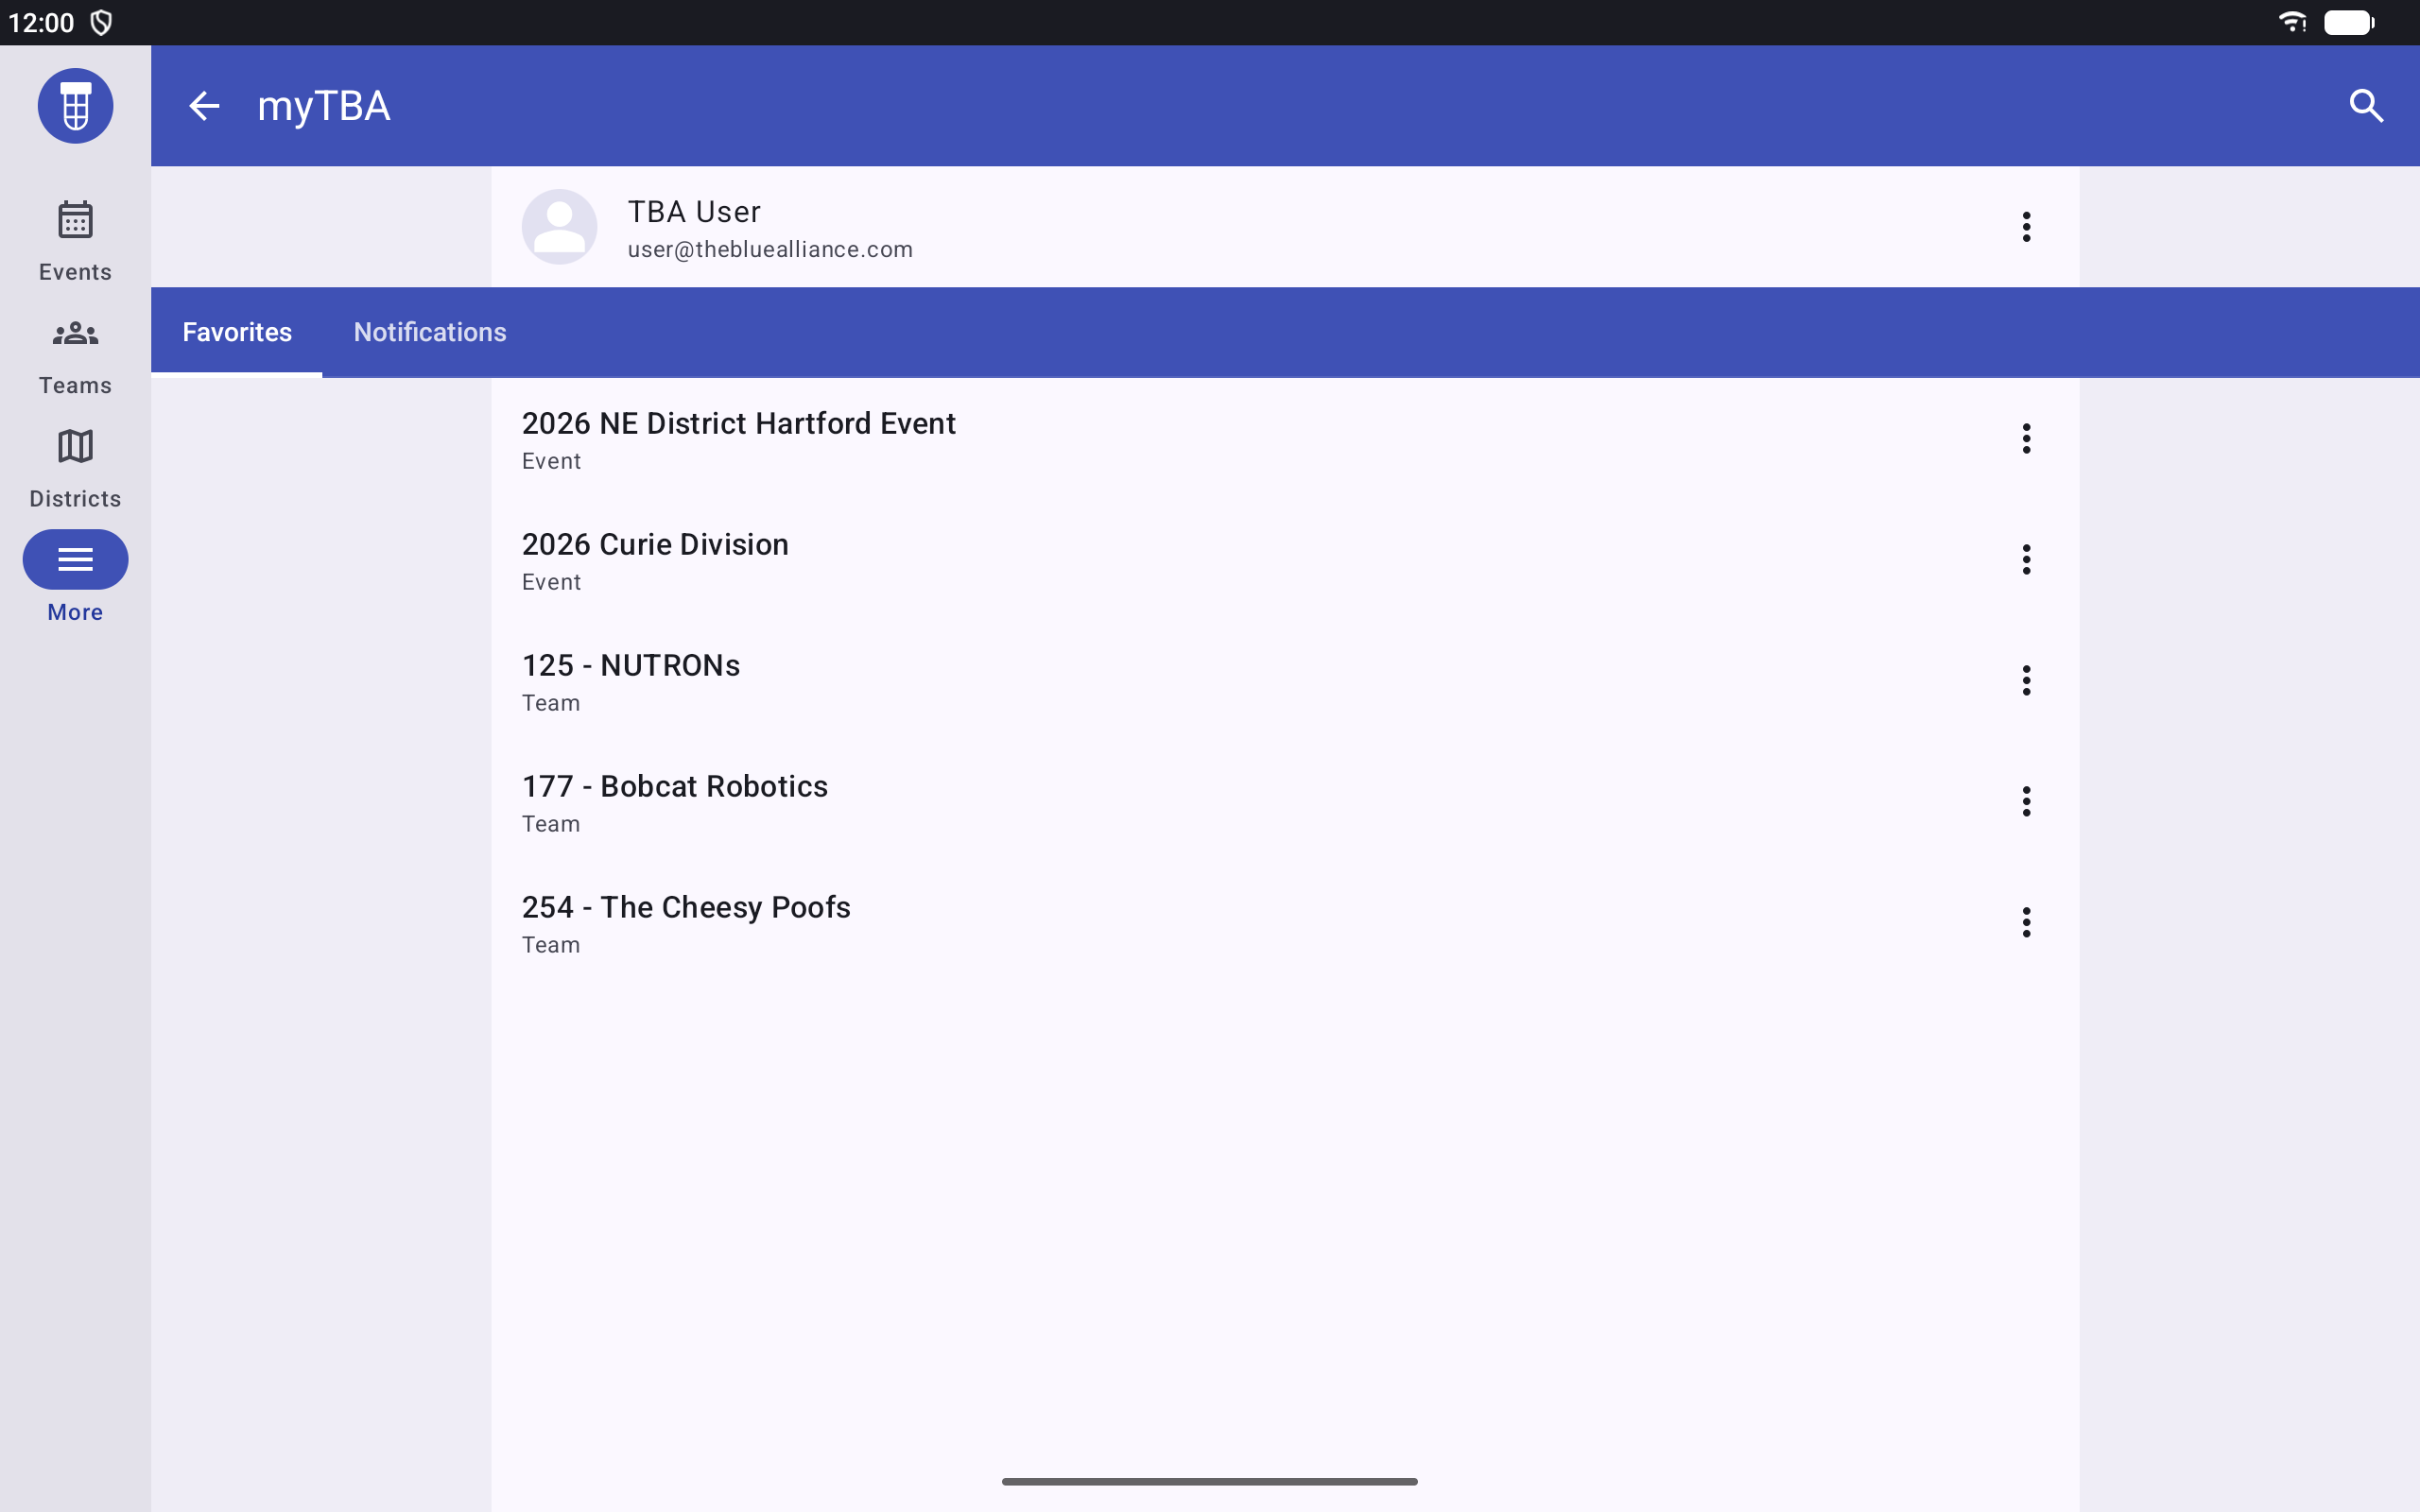 12:00
myTBA
TBA User
user@thebluealliance.com
Events
Teams
Districts
More
Favorites
Notifications
2026 NE District Hartford Event
Event
2026 Curie Division
Event
125 - NUTRONs
Team
177 - Bobcat Robotics
Team
254 - The Cheesy Poofs
Team